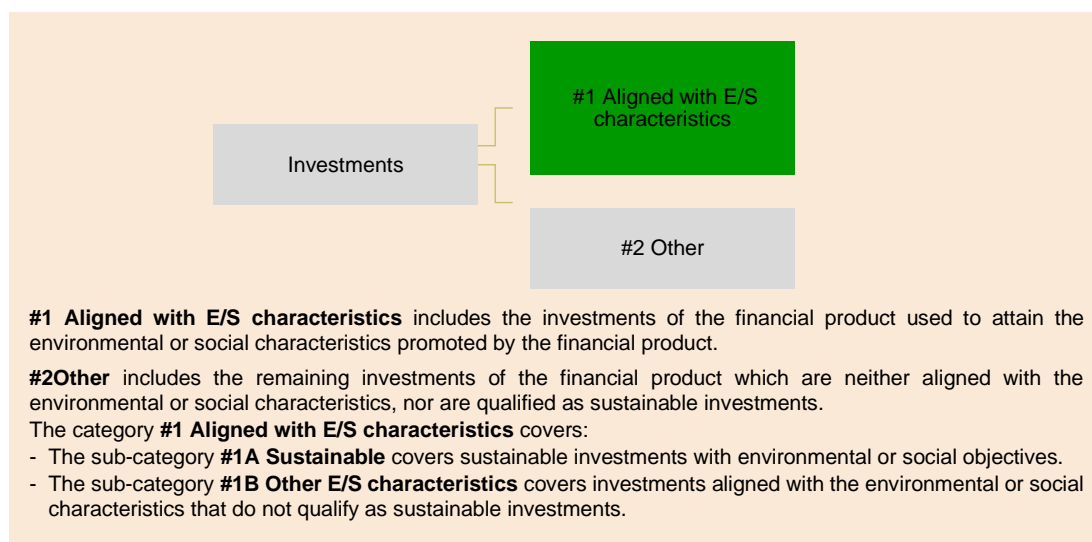 #1 Aligned with E/S
characteristics
Investments
#2 Other
#1 Aligned with E/S characteristics includes the investments of the financial product used to attain the
environmental or social characteristics promoted by the financial product.
#2Other includes the remaining investments of the financial product which are neither aligned with the
environmental or social characteristics, nor are qualified as sustainable investments.
The category #1 Aligned with E/S characteristics covers:
- The sub-category #1A Sustainable covers sustainable investments with environmental or social objectives.
- The sub-category #1B Other E/S characteristics covers investments aligned with the environmental or social
characteristics that do not qualify as sustainable investments.